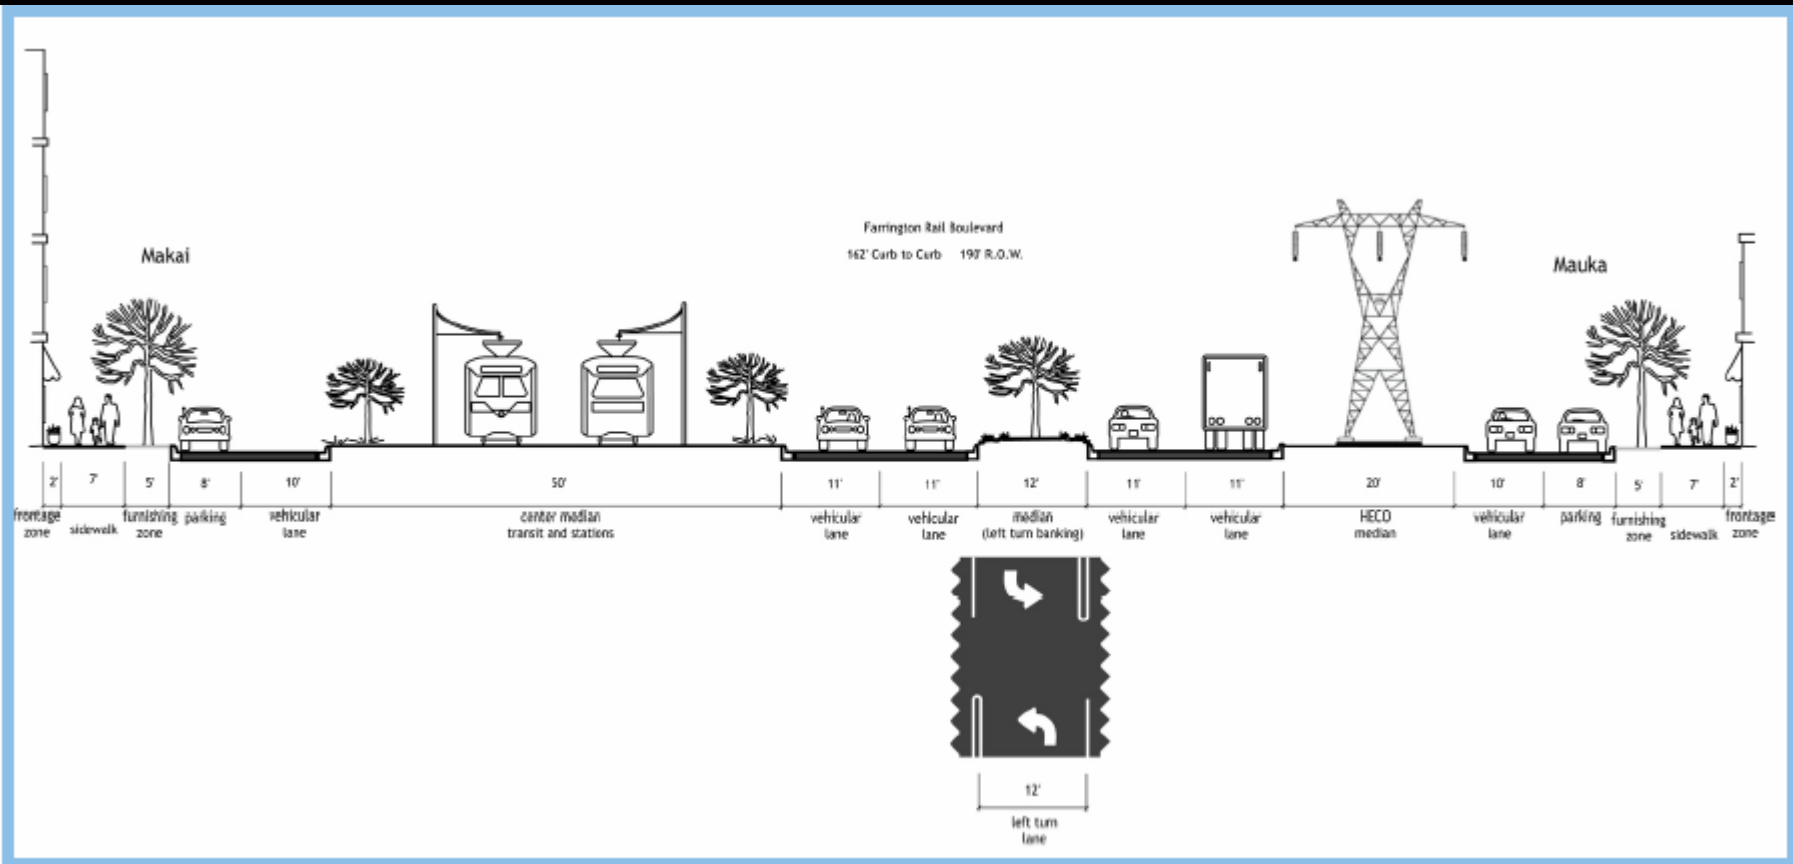 Farrington Rail Boulevard
162' Curb to Curb 190' R.O.W.
Makai
Mauka
2' 7' 5' 8' 10' 50' 11' 11' 12' 11' 11' 20' 10' 8' 5' 7' 2'
frontage zone
sidewalk
furnishing zone
parking
vehicular lane
center median
transit and stations
vehicular lane
vehicular lane
median
(left turn banking)
vehicular lane
vehicular lane
HECO
median
vehicular lane
parking
furnishing zone
sidewalk
frontage zone
12'
left turn
lane